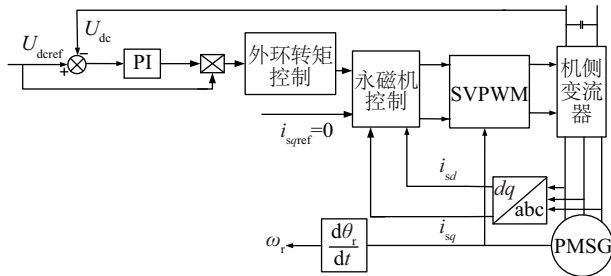 U_dc
U_dcref
−
+
PI
外环转矩
控制
永磁机
控制
SVPWM
机侧
变流
器
i_sqref=0
i_sd
dq
abc
i_sq
ω_r
dθ_r
dt
PMSG